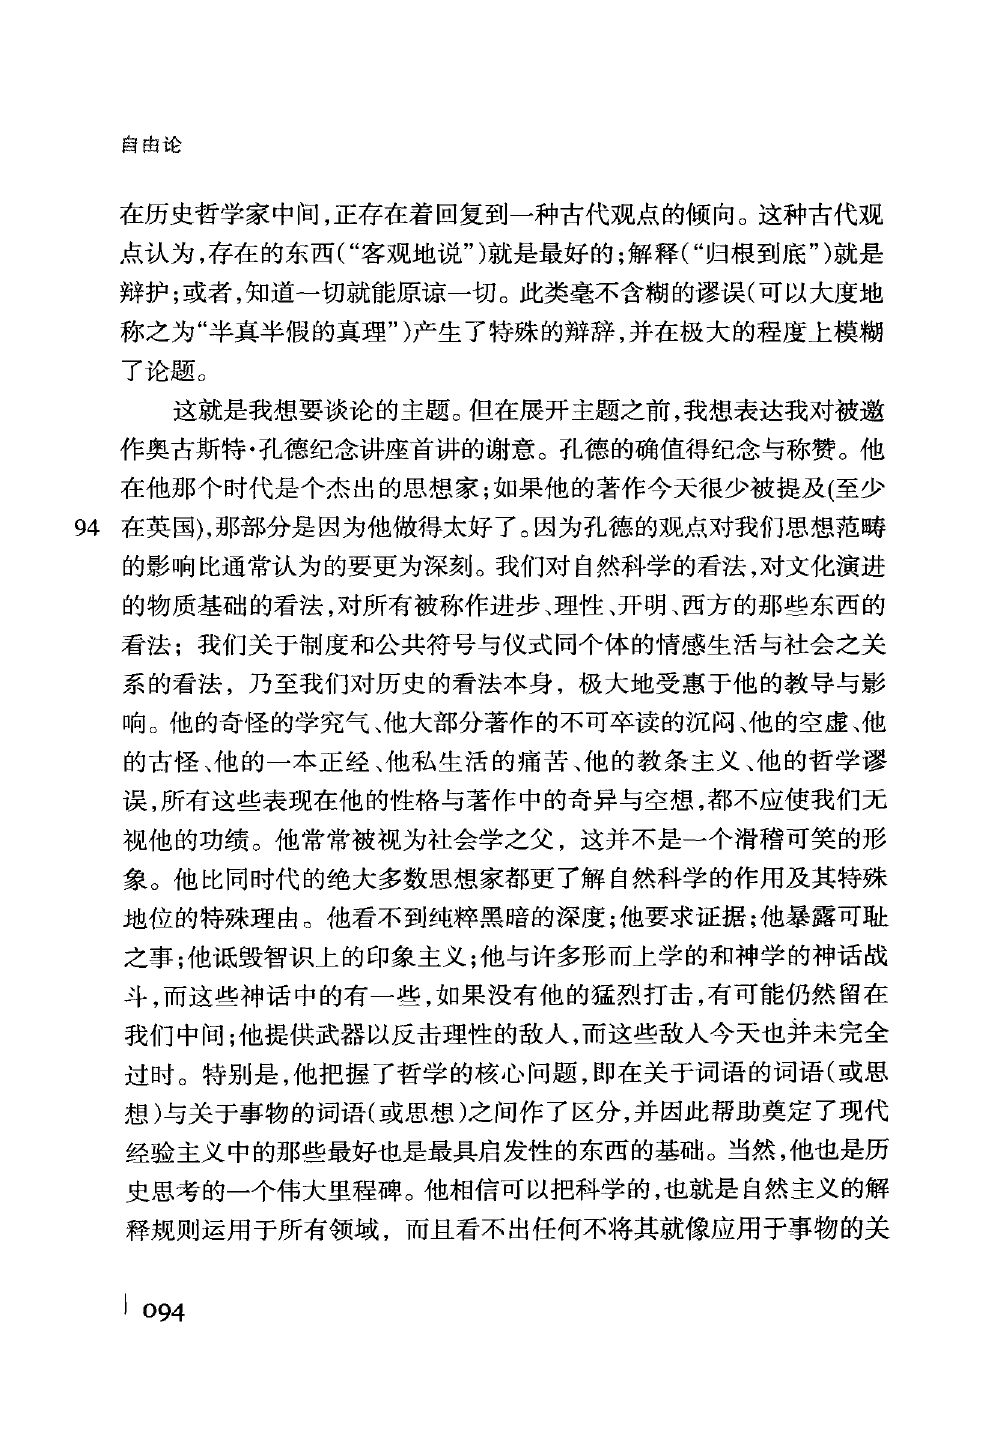 自由论
在历史哲学家中间,正存在着回复到一种古代观点的倾向。这种古代观
点认为,存在的东西(“客观地说”)就是最好的;解释(“归根到底”)就是
辩护;或者,知道一切就能原谅一切。此类毫不含糊的谬误(可以大度地
称之为“半真半假的真理”)产生了特殊的辩辞,并在极大的程度上模糊
了论题。
这就是我想要谈论的主题。但在展开主题之前,我想表达我对被邀
作奥古斯特·孔德纪念讲座首讲的谢意。孔德的确值得纪念与称赞。他
在他那个时代是个杰出的思想家;如果他的著作今天很少被提及(至少
94 在英国),那部分是因为他做得太好了。因为孔德的观点对我们思想范畴
的影响比通常认为的要更为深刻。我们对自然科学的看法,对文化演进
的物质基础的看法,对所有被称作进步、理性、开明、西方的那些东西的
看法; 我们关于制度和公共符号与仪式同个体的情感生活与社会之关
系的看法, 乃至我们对历史的看法本身, 极大地受惠于他的教导与影
响。他的奇怪的学究气、他大部分著作的不可卒读的沉闷、他的空虚、他
的古怪、他的一本正经、他私生活的痛苦、他的教条主义、他的哲学谬
误,所有这些表现在他的性格与著作中的奇异与空想,都不应使我们无
视他的功绩。他常常被视为社会学之父, 这并不是一个滑稽可笑的形
象。他比同时代的绝大多数思想家都更了解自然科学的作用及其特殊
地位的特殊理由。他看不到纯粹黑暗的深度;他要求证据;他暴露可耻
之事;他诋毁智识上的印象主义;他与许多形而上学的和神学的神话战
斗,而这些神话中的有一些,如果没有他的猛烈打击,有可能仍然留在
我们中间;他提供武器以反击理性的敌人,而这些敌人今天也并未完全
过时。特别是,他把握了哲学的核心问题,即在关于词语的词语(或思
想)与关于事物的词语(或思想)之间作了区分,并因此帮助奠定了现代
经验主义中的那些最好也是最具启发性的东西的基础。当然,他也是历
史思考的一个伟大里程碑。他相信可以把科学的,也就是自然主义的解
释规则运用于所有领域, 而且看不出任何不将其就像应用于事物的关
094